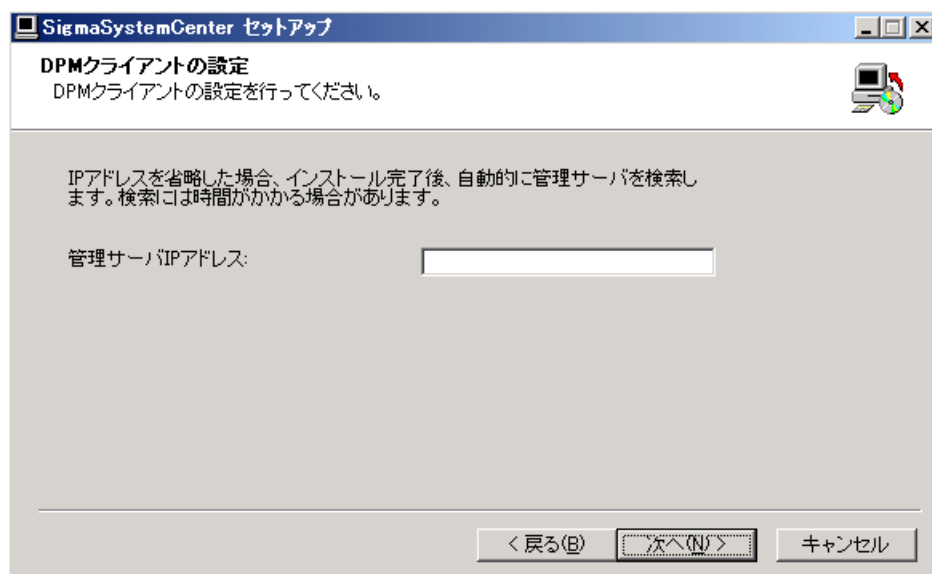 SigmaSystemCenter セットアップ
DPMクライアントの設定
DPMクライアントの設定を行ってください。
IPアドレスを省略した場合、インストール完了後、自動的に管理サーバを検索し
ます。検索には時間がかかる場合があります。
管理サーバIPアドレス:
< 戻る(B)
次へ(N) >
キャンセル